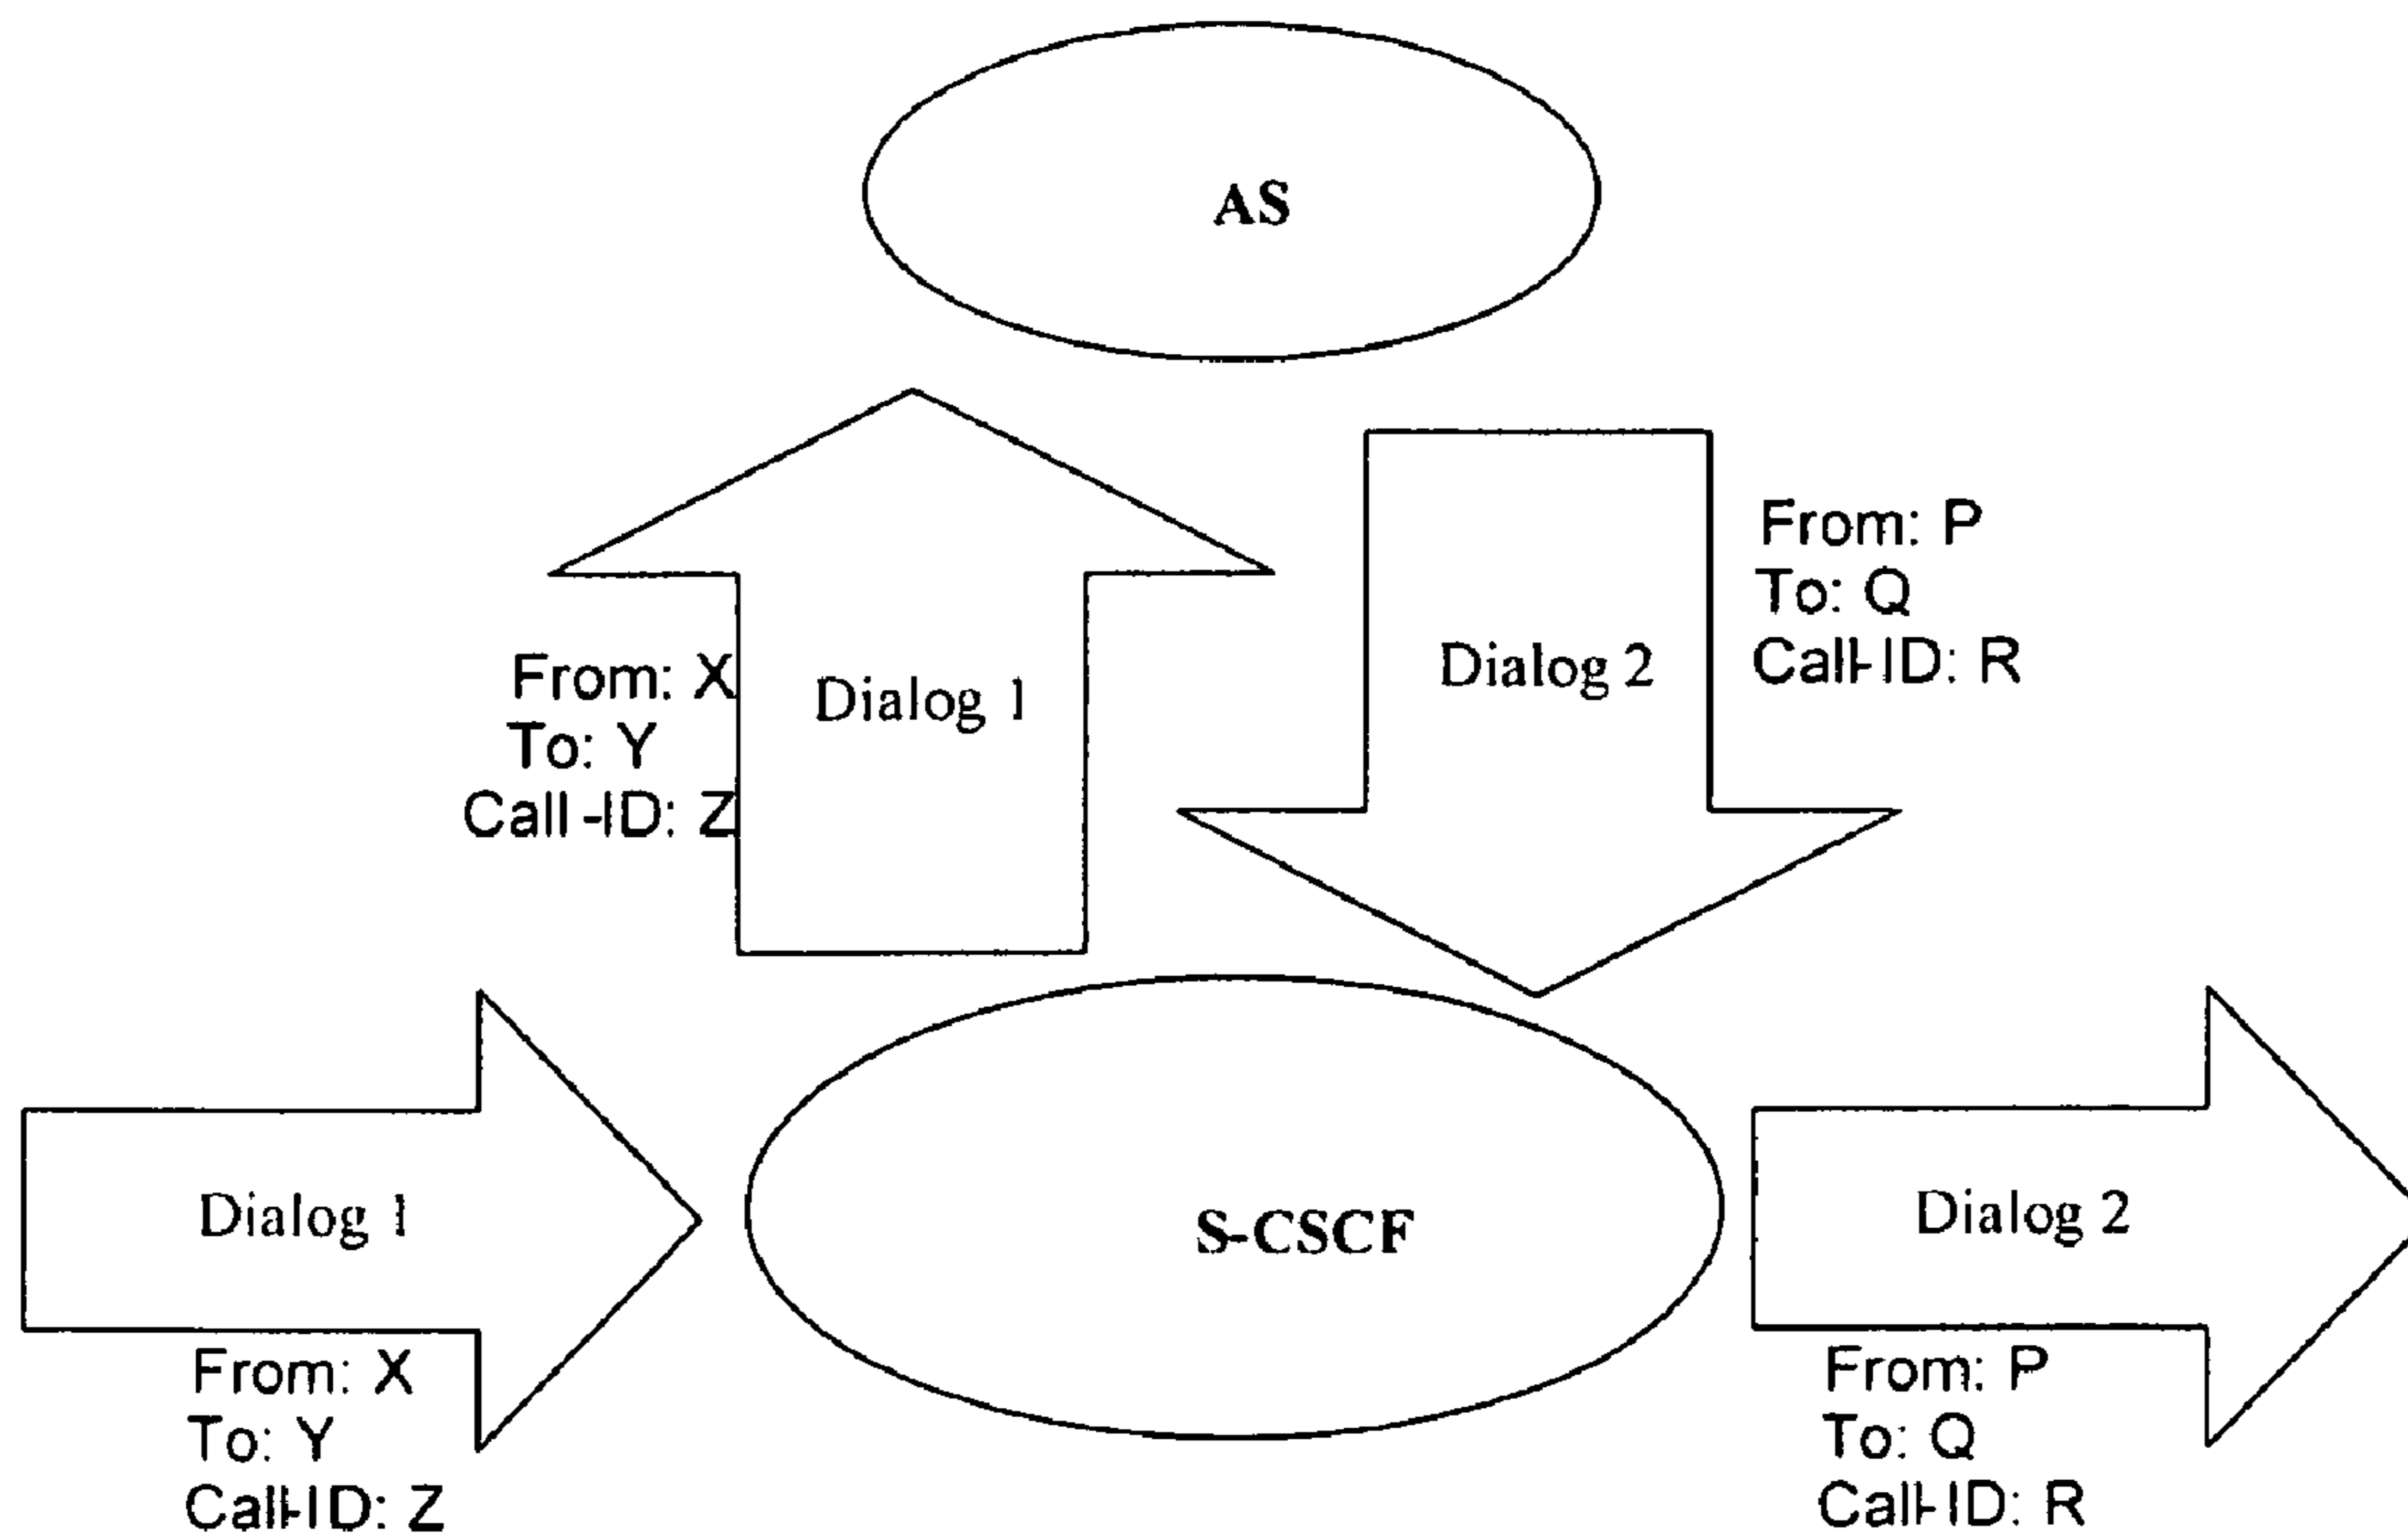 AS
From: X
To: Y
Call-ID: Z
Dialog 1
Dialog 2
From: P
To: Q
Call-ID: R
Dialog 1
From: X
To: Y
Call-ID: Z
S-CSCF
Dialog 2
From: P
To: Q
Call-ID: R